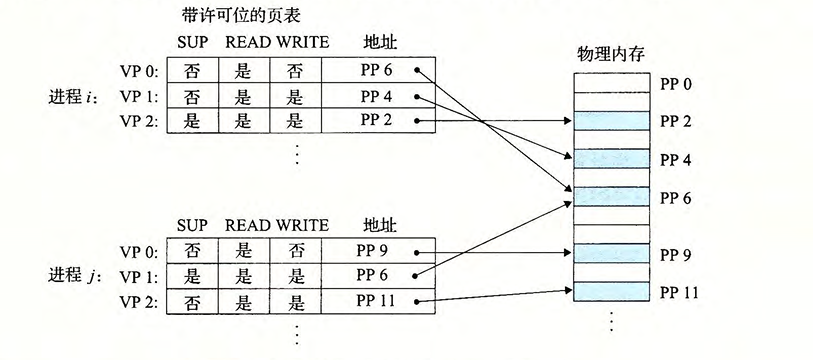 带许可位的页表
SUP READ WRITE 地址
进程 i:
VP 0: 否 是 否 PP 6
VP 1: 否 是 是 PP 4
VP 2: 是 是 是 PP 2
⋮
SUP READ WRITE 地址
进程 j:
VP 0: 否 是 否 PP 9
VP 1: 是 是 是 PP 6
VP 2: 否 是 是 PP 11
⋮
物理内存
PP 0
PP 2
PP 4
PP 6
PP 9
PP 11
⋮